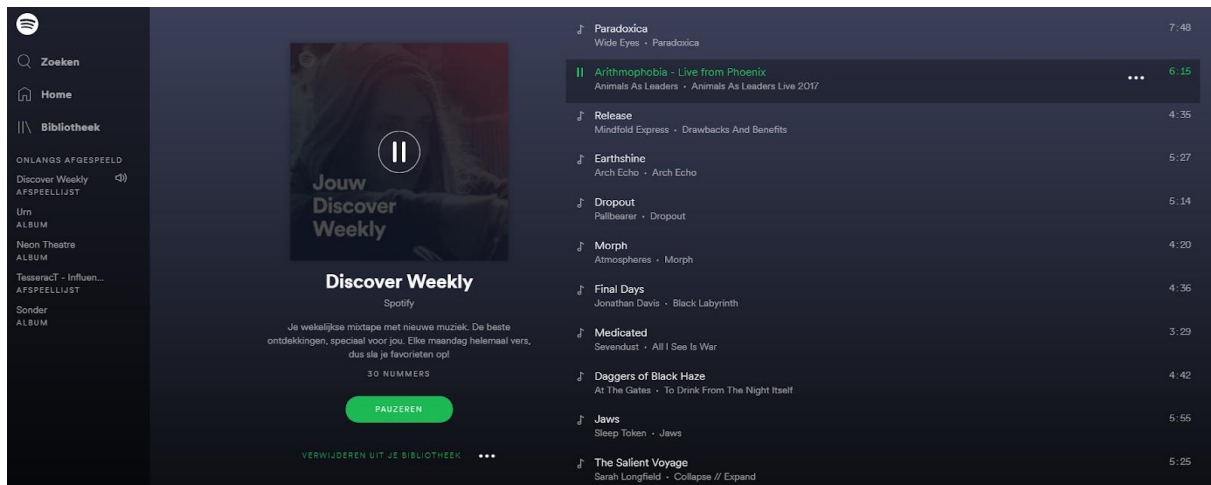 Zoeken
Home
Bibliotheek
ONLANGS AFGESPEELD
Discover Weekly
AFSPEELLIJST
Urn
ALBUM
Neon Theatre
ALBUM
TesseracT - Influen...
AFSPEELLIJST
Sonder
ALBUM
Jouw
Discover
Weekly
Discover Weekly
Spotify
Je wekelijkse mixtape met nieuwe muziek. De beste
ontdekkingen, speciaal voor jou. Elke maandag helemaal vers,
dus sla je favorieten op!
30 NUMMERS
PAUZEREN
VERWIJDEREN UIT JE BIBLIOTHEEK
Paradoxica 7:48
Wide Eyes • Paradoxica
Arithmophobia - Live from Phoenix 6:15
Animals As Leaders • Animals As Leaders Live 2017
Release 4:35
Mindfold Express • Drawbacks And Benefits
Earthshine 5:27
Arch Echo • Arch Echo
Dropout 5:14
Pallbearer • Dropout
Morph 4:20
Atmospheres • Morph
Final Days 4:36
Jonathan Davis • Black Labyrinth
Medicated 3:29
Sevendust • All I See Is War
Daggers of Black Haze 4:42
At The Gates • To Drink From The Night Itself
Jaws 5:55
Sleep Token • Jaws
The Salient Voyage 5:25
Sarah Longfield • Collapse // Expand